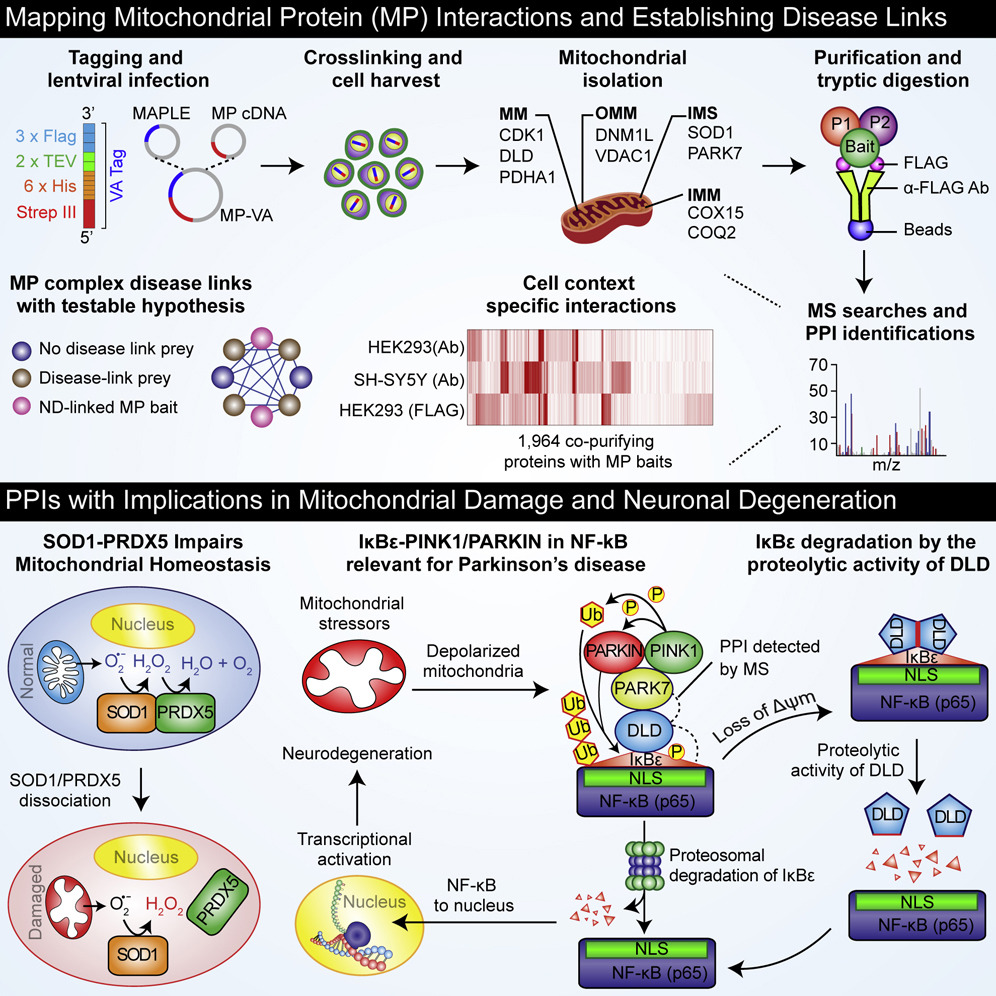 Mapping Mitochondrial Protein (MP) Interactions and Establishing Disease Links
Tagging and
lentviral infection
3’
3 x Flag
2 x TEV
6 x His
Strep III
5’
VA Tag
MAPLE
MP cDNA
MP-VA
Crosslinking and
cell harvest
Mitochondrial
isolation
MM
CDK1
DLD
PDHA1
OMM
DNM1L
VDAC1
IMS
SOD1
PARK7
IMM
COX15
COQ2
Purification and
tryptic digestion
P1
P2
Bait
FLAG
α-FLAG Ab
Beads
MP complex disease links
with testable hypothesis
No disease link prey
Disease-link prey
ND-linked MP bait
Cell context
specific interactions
HEK293(Ab)
SH-SY5Y (Ab)
HEK293 (FLAG)
1,964 co-purifying
proteins with MP baits
MS searches and
PPI identifications
70
50
30
10
m/z
PPIs with Implications in Mitochondrial Damage and Neuronal Degeneration
SOD1-PRDX5 Impairs
Mitochondrial Homeostasis
Nucleus
Normal
O₂•− H₂O₂ H₂O + O₂
SOD1
PRDX5
SOD1/PRDX5
dissociation
Nucleus
Damaged
O₂•− H₂O₂
PRDX5
SOD1
IκBε-PINK1/PARKIN in NF-kB
relevant for Parkinson’s disease
Mitochondrial
stressors
Depolarized
mitochondria
Neurodegeneration
Transcriptional
activation
Nucleus
NF-κB
to nucleus
Ub
P
P
PARKIN
PINK1
PARK7
DLD
Ub
Ub
Ub
P
IκBε
NLS
NF-κB (p65)
PPI detected
by MS
Loss of Δψm
Proteosomal
degradation of IκBε
NLS
NF-κB (p65)
IκBε degradation by the
proteolytic activity of DLD
DLD
DLD
IκBε
NLS
NF-κB (p65)
Proteolytic
activity of DLD
DLD
DLD
NLS
NF-κB (p65)